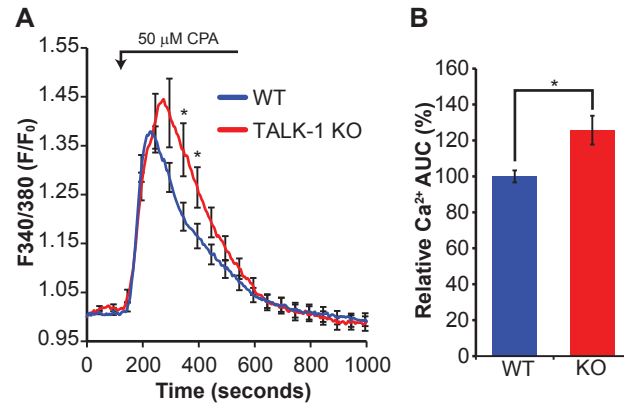 A
50 µM CPA
WT
TALK-1 KO
*
*
F340/380 (F/F₀)
1.55
1.45
1.35
1.25
1.15
1.05
0.95
0
200
400
600
800
1000
Time (seconds)
B
*
Relative Ca²⁺ AUC (%)
160
140
120
100
80
60
40
20
0
WT
KO